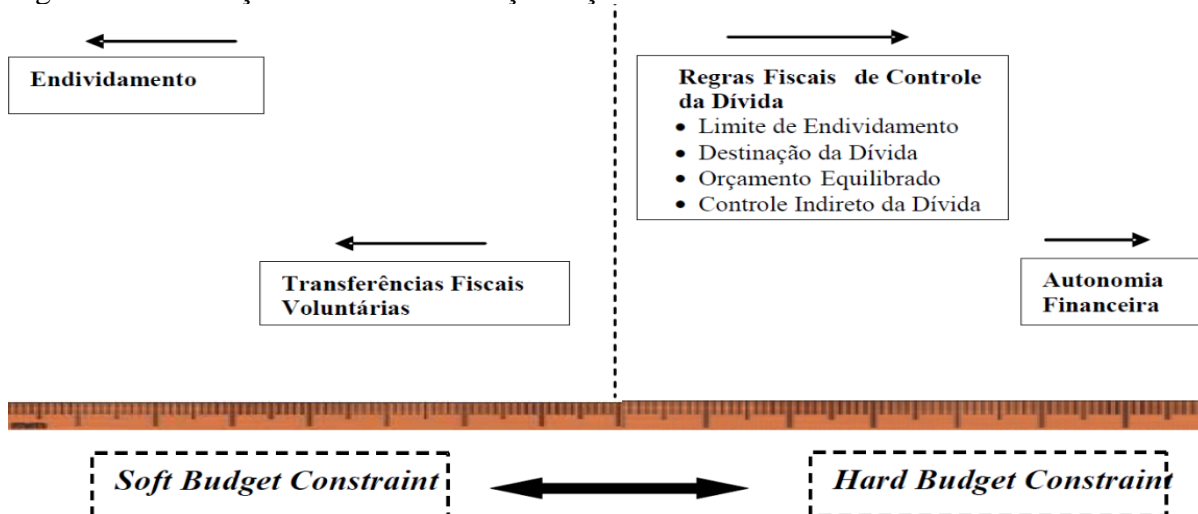 Endividamento
Regras Fiscais de Controle
da Dívida
• Limite de Endividamento
• Destinação da Dívida
• Orçamento Equilibrado
• Controle Indireto da Dívida
Transferências Fiscais
Voluntárias
Autonomia
Financeira
Soft Budget Constraint
Hard Budget Constraint